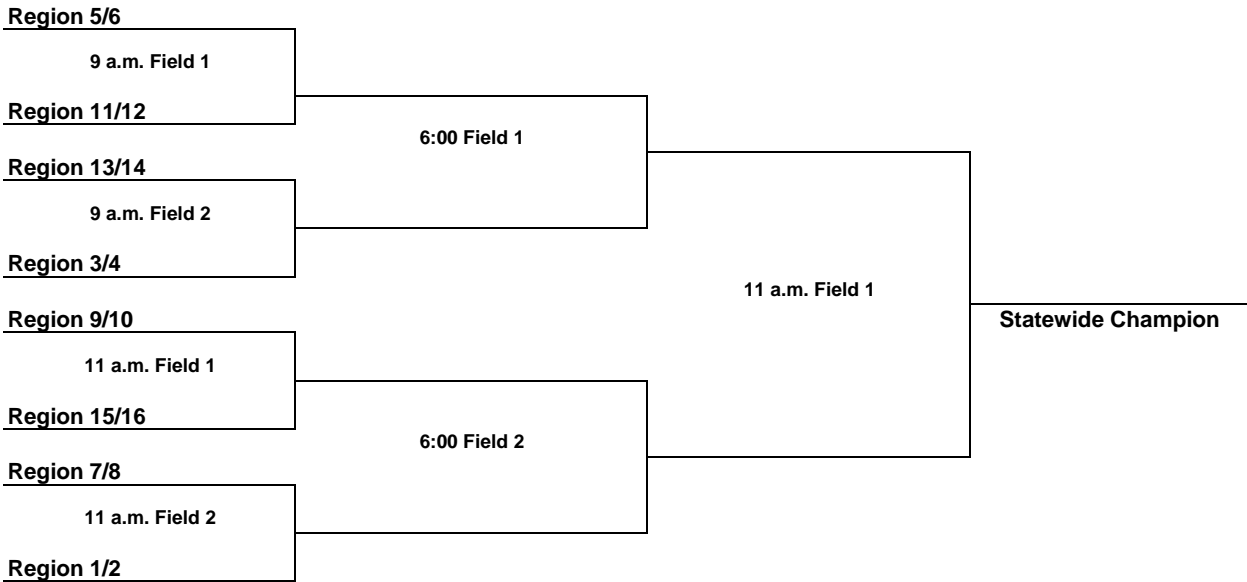 Region 5/6
9 a.m. Field 1
Region 11/12
6:00 Field 1
Region 13/14
9 a.m. Field 2
Region 3/4
11 a.m. Field 1
Region 9/10
Statewide Champion
11 a.m. Field 1
Region 15/16
6:00 Field 2
Region 7/8
11 a.m. Field 2
Region 1/2